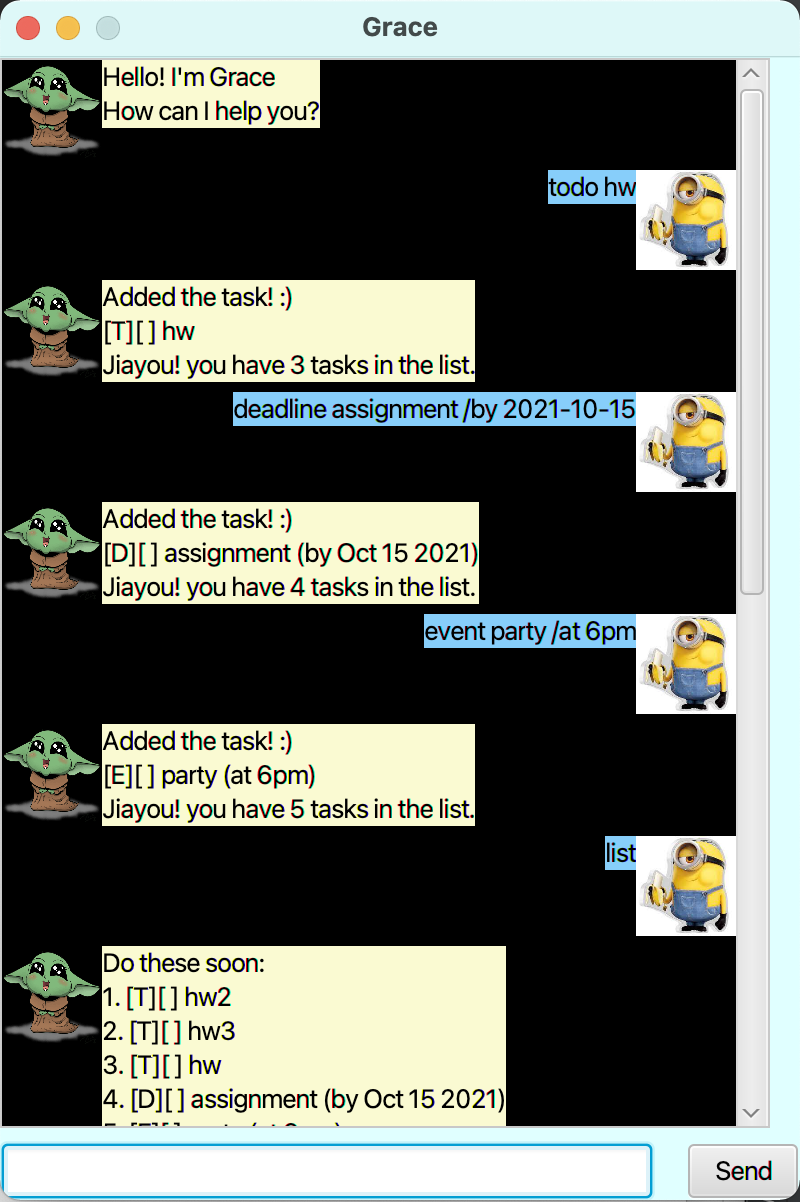 Grace
Hello! I'm Grace
How can I help you?
todo hw
Added the task! :)
[T][ ] hw
Jiayou! you have 3 tasks in the list.
deadline assignment /by 2021-10-15
Added the task! :)
[D][ ] assignment (by Oct 15 2021)
Jiayou! you have 4 tasks in the list.
event party /at 6pm
Added the task! :)
[E][ ] party (at 6pm)
Jiayou! you have 5 tasks in the list.
list
Do these soon:
1. [T][ ] hw2
2. [T][ ] hw3
3. [T][ ] hw
4. [D][ ] assignment (by Oct 15 2021)
Send